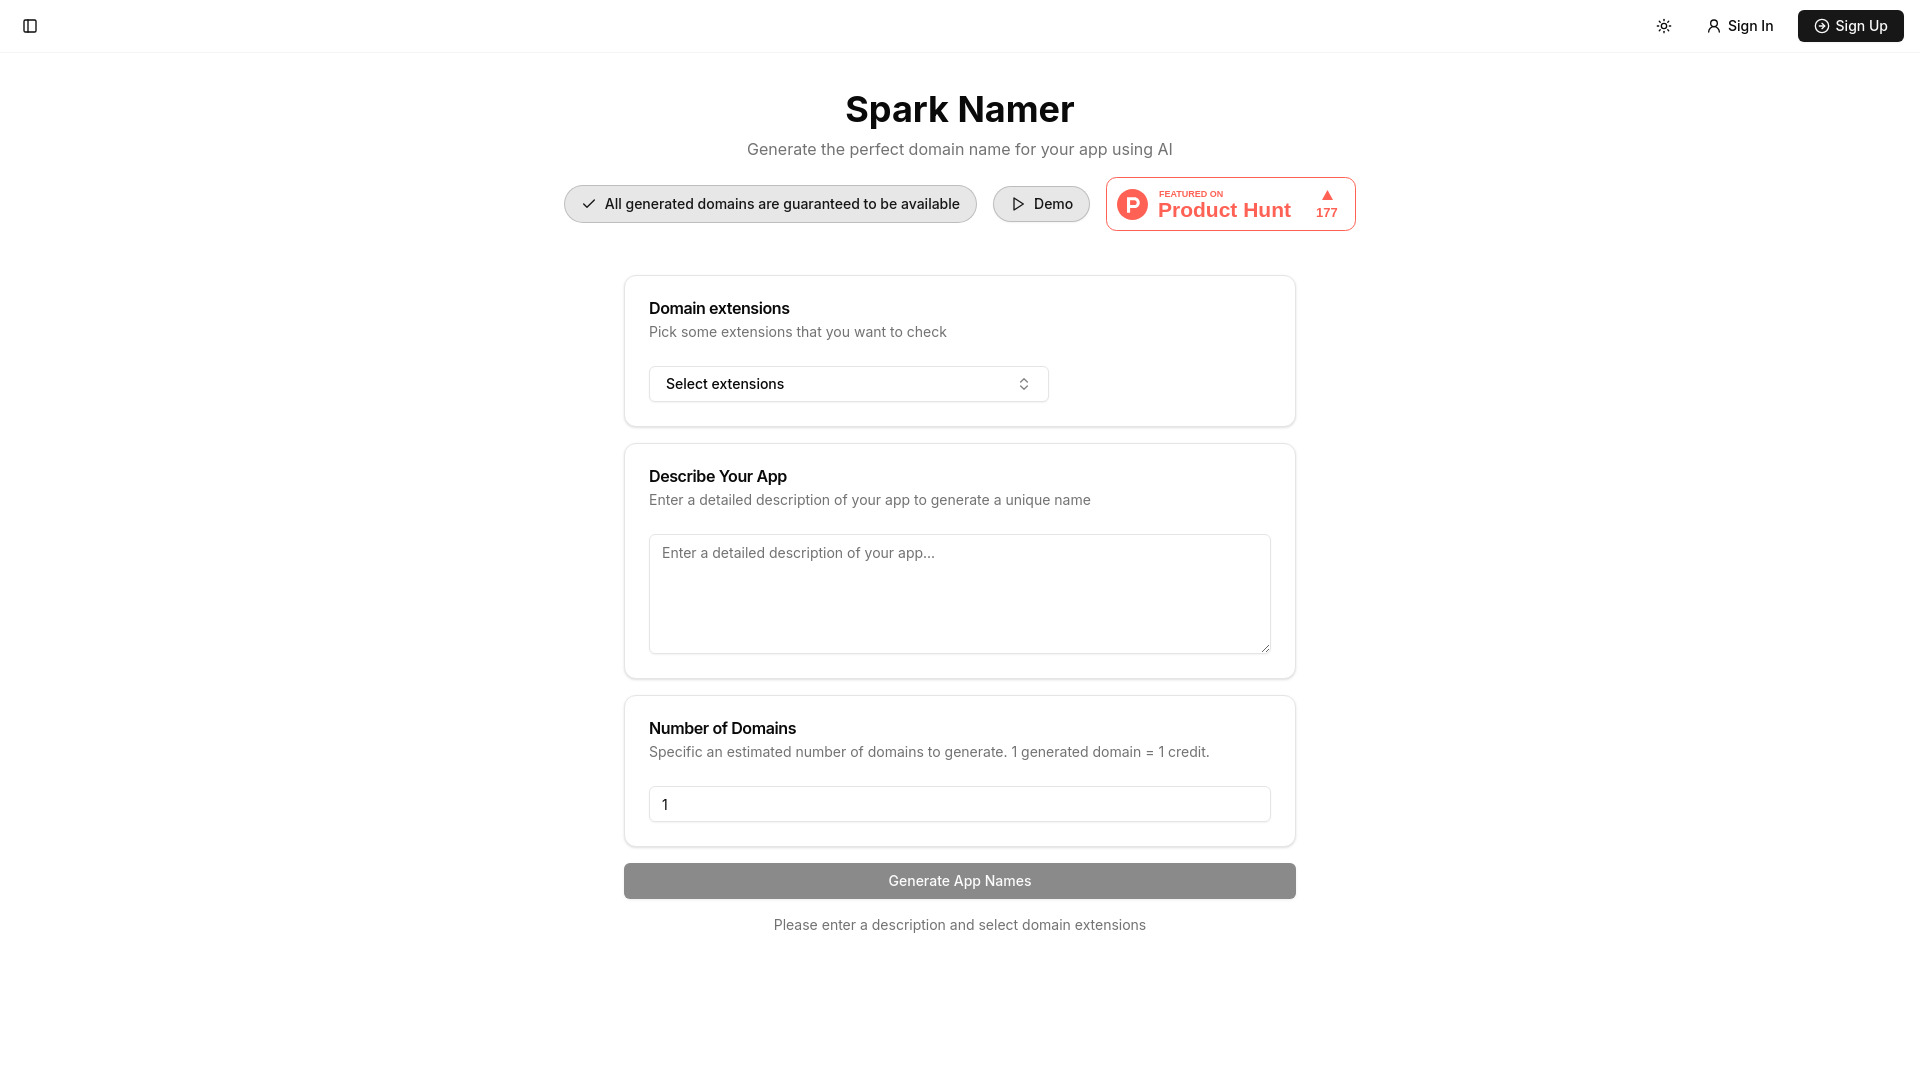 Sign In
Sign Up
Spark Namer
Generate the perfect domain name for your app using AI
All generated domains are guaranteed to be available
Demo
FEATURED ON
Product Hunt
177
Domain extensions
Pick some extensions that you want to check
Select extensions
Describe Your App
Enter a detailed description of your app to generate a unique name
Enter a detailed description of your app...
Number of Domains
Specific an estimated number of domains to generate. 1 generated domain = 1 credit.
1
Generate App Names
Please enter a description and select domain extensions